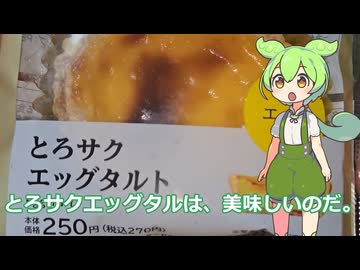 エ
とろサク
エッグタルト
とろサクエッグタルは、美味しいのだ。
本体
価格 250円(税込270円)